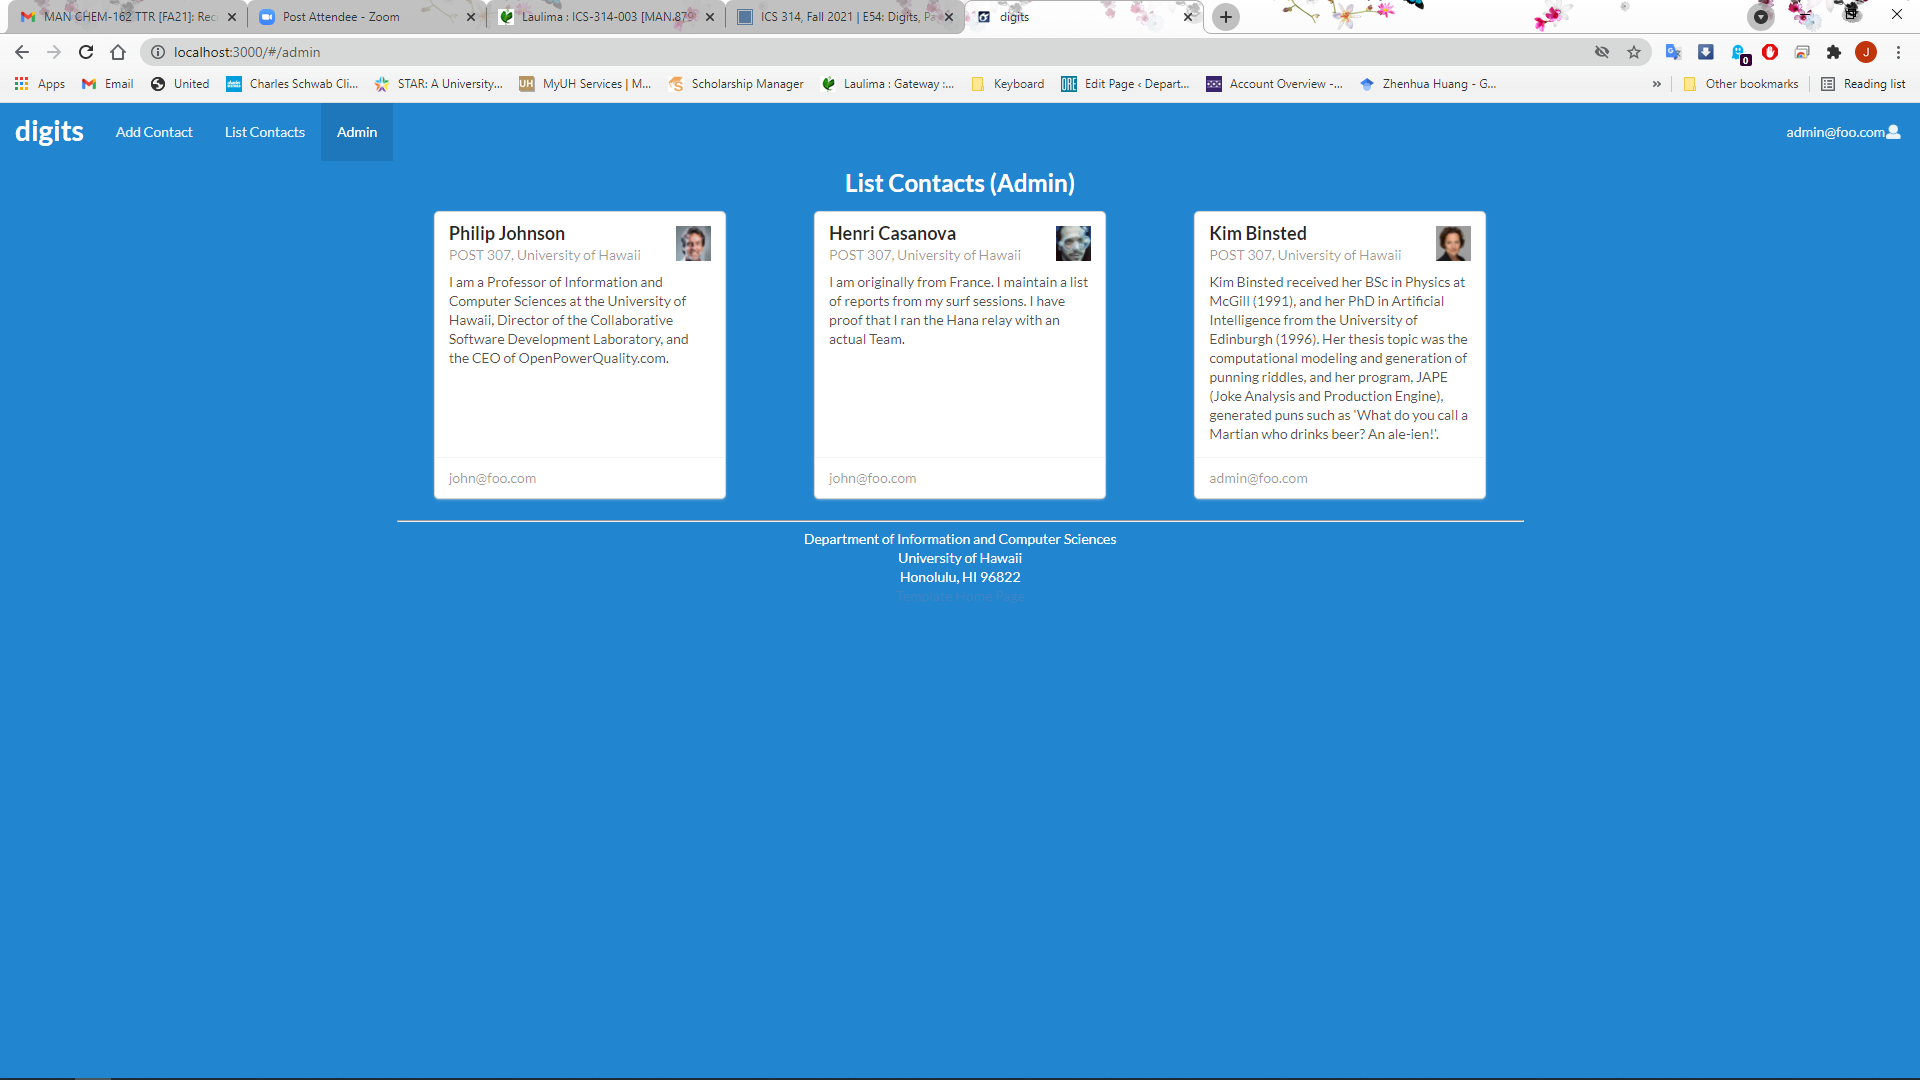 MAN CHEM-162 TTR [FA21]: Rec
Post Attendee - Zoom
Laulima : ICS-314-003 [MAN.879
ICS 314, Fall 2021 | E54: Digits, Pa
digits
localhost:3000/#/admin
Apps
Email
United
Charles Schwab Cli...
STAR: A University...
UH
MyUH Services | M...
Scholarship Manager
Laulima : Gateway :...
Keyboard
ORE
Edit Page ‹ Depart...
Account Overview -...
Zhenhua Huang - G...
»
Other bookmarks
Reading list
0
J
digits
Add Contact
List Contacts
Admin
admin@foo.com
List Contacts (Admin)
Philip Johnson
POST 307, University of Hawaii
I am a Professor of Information and
Computer Sciences at the University of
Hawaii, Director of the Collaborative
Software Development Laboratory, and
the CEO of OpenPowerQuality.com.
john@foo.com
Henri Casanova
POST 307, University of Hawaii
I am originally from France. I maintain a list
of reports from my surf sessions. I have
proof that I ran the Hana relay with an
actual Team.
john@foo.com
Kim Binsted
POST 307, University of Hawaii
Kim Binsted received her BSc in Physics at
McGill (1991), and her PhD in Artificial
Intelligence from the University of
Edinburgh (1996). Her thesis topic was the
computational modeling and generation of
punning riddles, and her program, JAPE
(Joke Analysis and Production Engine),
generated puns such as 'What do you call a
Martian who drinks beer? An ale-ien!'.
admin@foo.com
Department of Information and Computer Sciences
University of Hawaii
Honolulu, HI 96822
Template Home Page